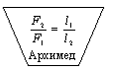 F₂/F₁ = l₁/l₂
Архимед